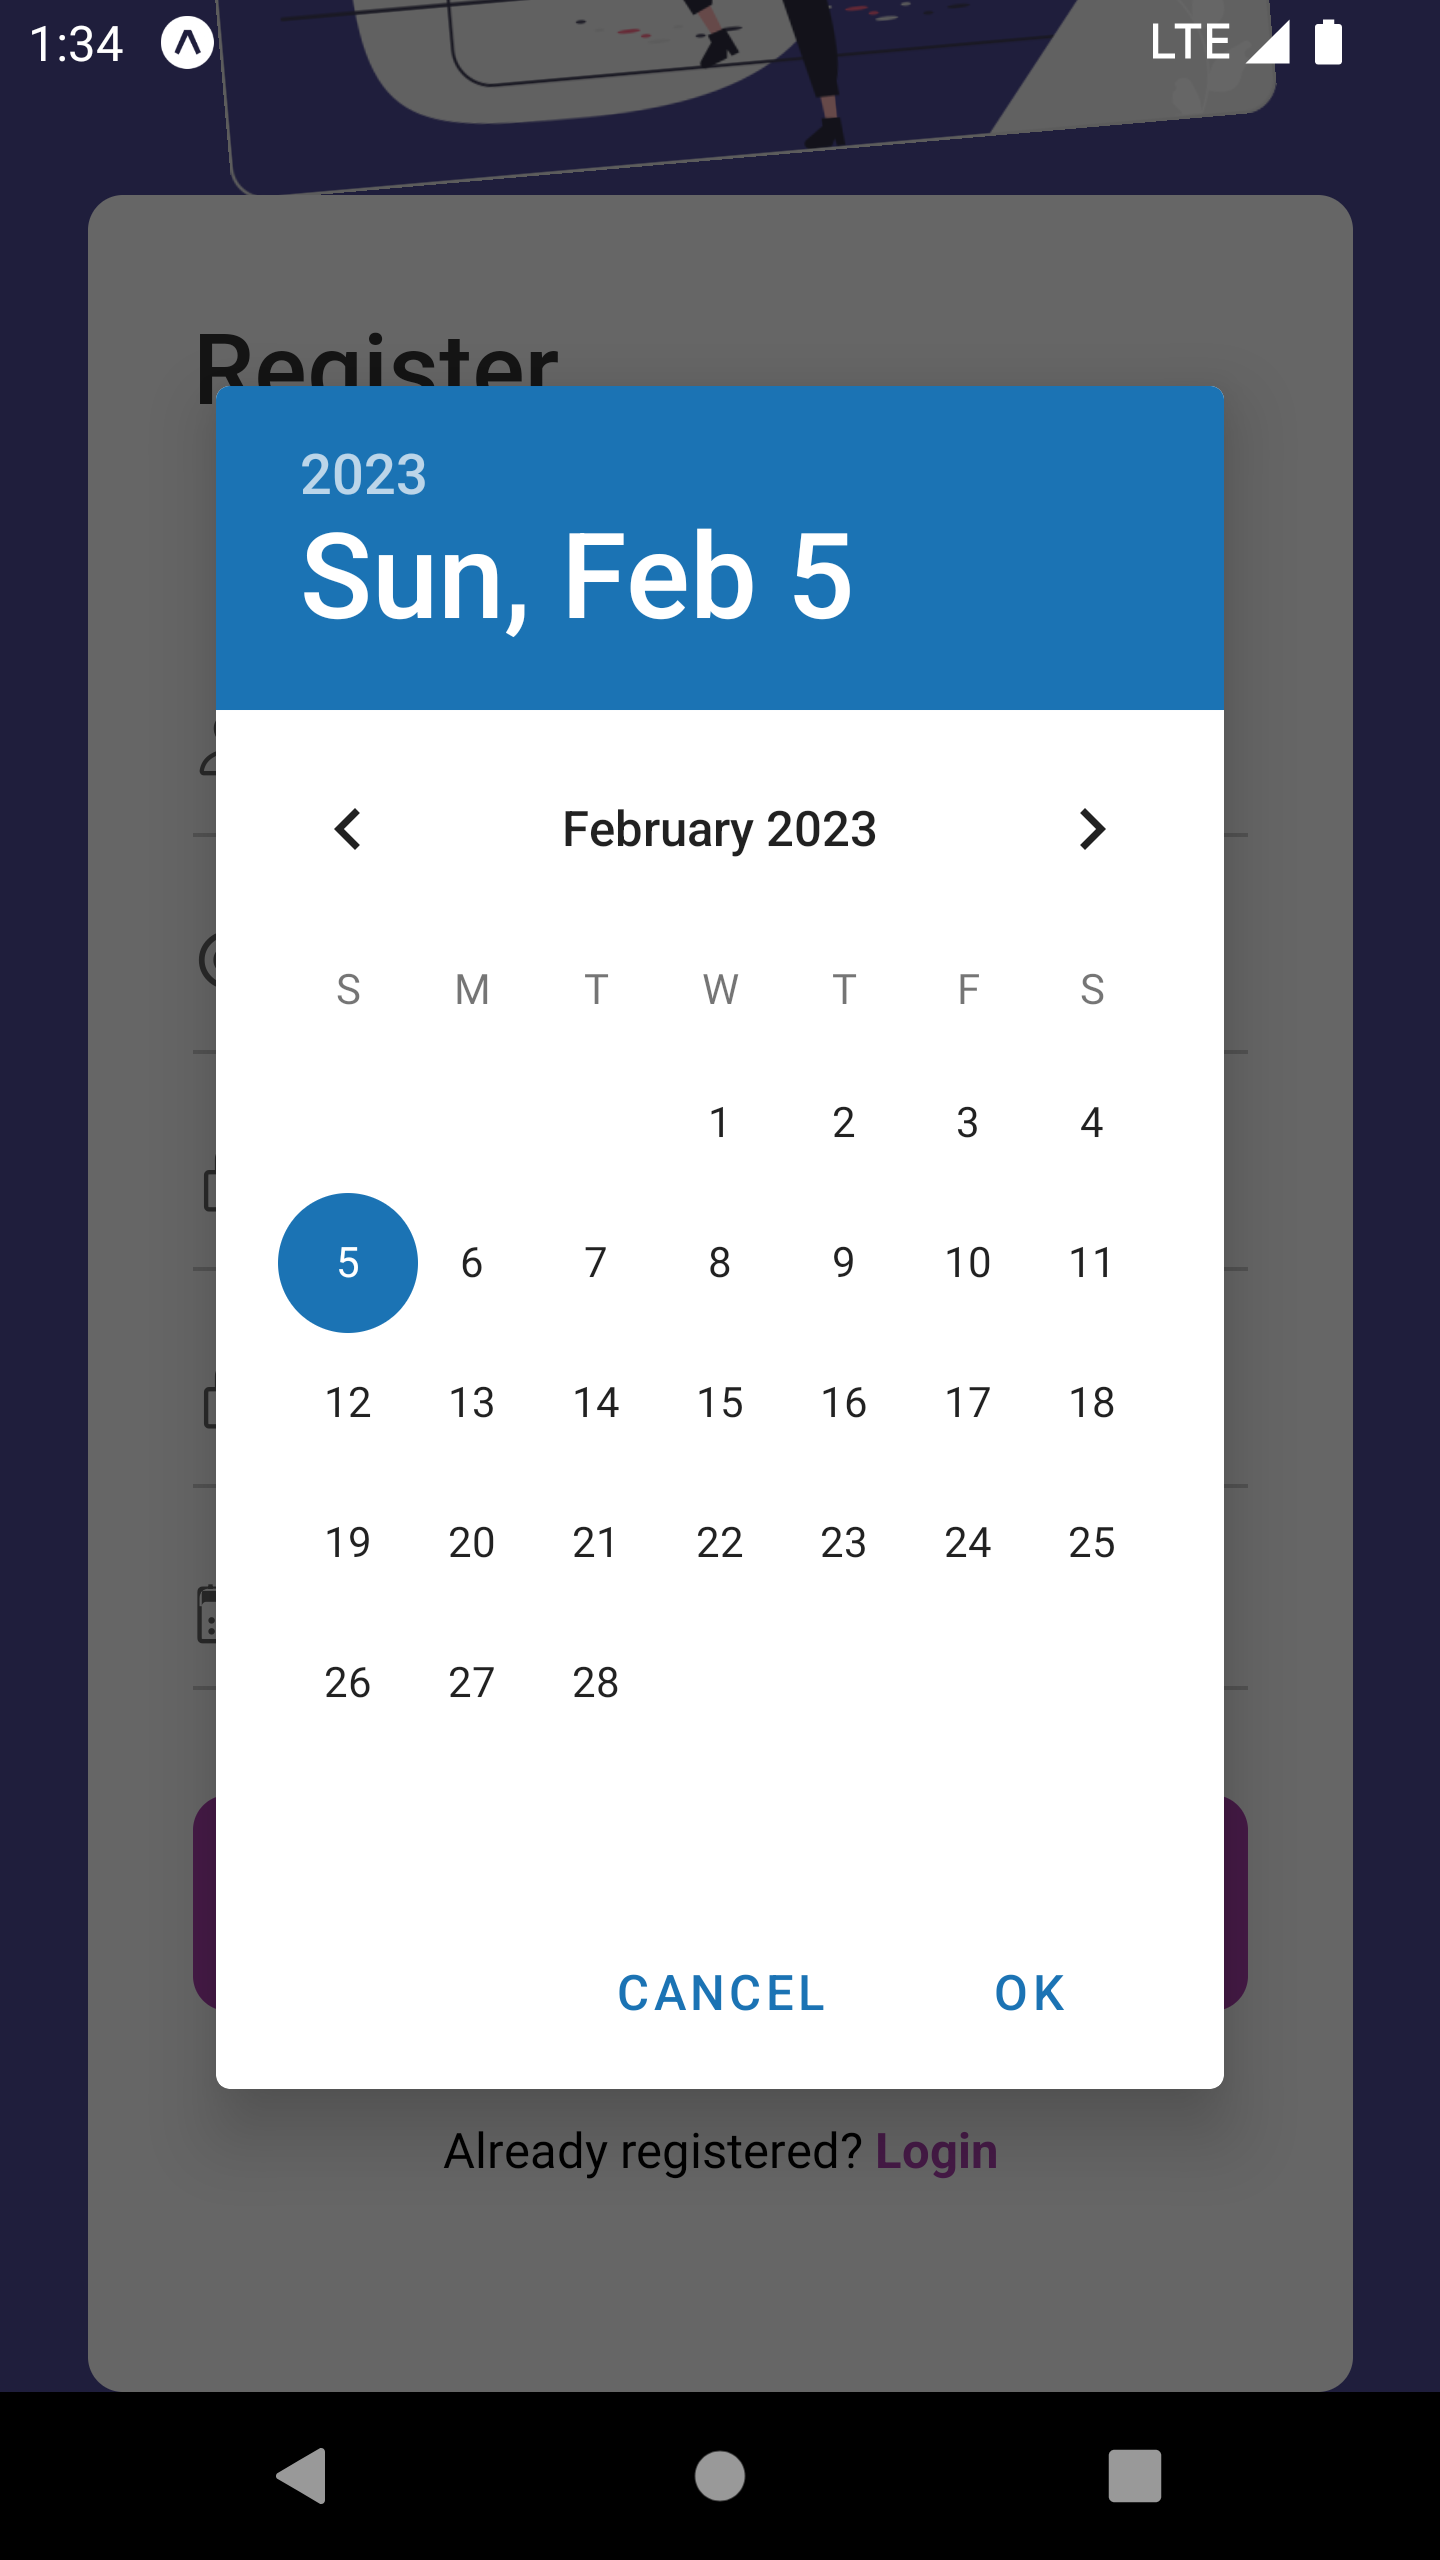 1:34
LTE
Register
2023
Sun, Feb 5
February 2023
S M T W T F S
1 2 3 4
5 6 7 8 9 10 11
12 13 14 15 16 17 18
19 20 21 22 23 24 25
26 27 28
CANCEL OK
Already registered? Login